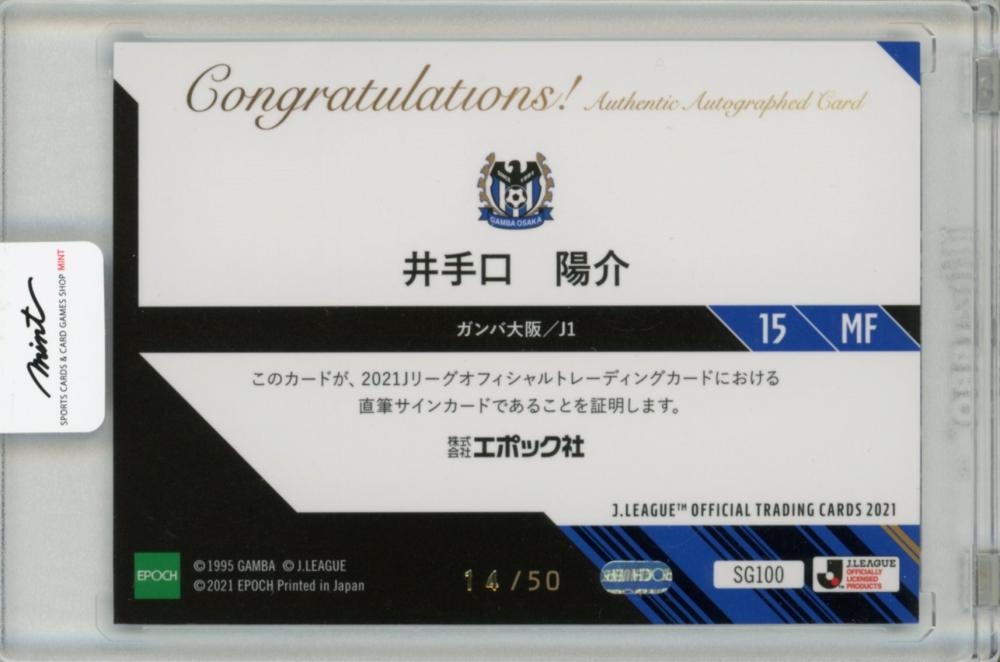 Congratulations! Authentic Autographed Card
GAMBA OSAKA
井手口 陽介
ガンバ大阪/J1
15
MF
このカードが、2021Jリーグオフィシャルトレーディングカードにおける
直筆サインカードであることを証明します。
株式会社エポック社
J.LEAGUE™ OFFICIAL TRADING CARDS 2021
EPOCH
©1995 GAMBA ©J.LEAGUE
©2021 EPOCH Printed in Japan
14/50
SG100
J.LEAGUE
OFFICIALLY
LICENSED
PRODUCTS
mint
SPORTS CARDS & CARD GAMES SHOP MINT